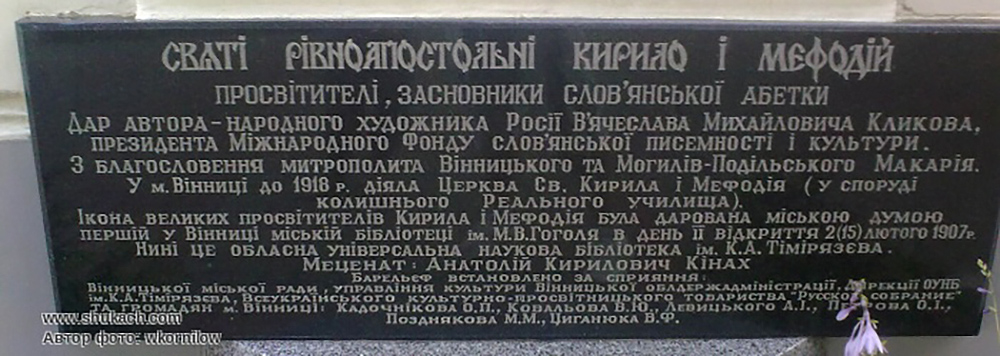 СВЯТІ РІВНОАПОСТОЛЬНІ КИРИЛО І МЕФОДІЙ
ПРОСВІТИТЕЛІ, ЗАСНОВНИКИ СЛОВ'ЯНСЬКОЇ АБЕТКИ
ДАР АВТОРА-НАРОДНОГО ХУДОЖНИКА РОСІЇ В'ЯЧЕСЛАВА МИХАЙЛОВИЧА КЛИКОВА,
ПРЕЗИДЕНТА МІЖНАРОДНОГО ФОНДУ СЛОВ'ЯНСЬКОЇ ПИСЕМНОСТІ І КУЛЬТУРИ.
З БЛАГОСЛОВЕННЯ МИТРОПОЛИТА ВІННИЦЬКОГО ТА МОГИЛІВ-ПОДІЛЬСЬКОГО МАКАРІЯ.
У М. ВІННИЦІ ДО 1918 Р. ДІЯЛА ЦЕРКВА СВ. КИРИЛА І МЕФОДІЯ (У СПОРУДІ
КОЛИШНЬОГО РЕАЛЬНОГО УЧИЛИЩА).
ІКОНА ВЕЛИКИХ ПРОСВІТИТЕЛІВ КИРИЛА І МЕФОДІЯ БУЛА ДАРОВАНА МІСЬКОЮ ДУМОЮ
ПЕРШІЙ У ВІННИЦІ МІСЬКІЙ БІБЛІОТЕЦІ ІМ. М.В.ГОГОЛЯ В ДЕНЬ ЇЇ ВІДКРИТТЯ 2(15) ЛЮТОГО 1907Р.
НИНІ ЦЕ ОБЛАСНА УНІВЕРСАЛЬНА НАУКОВА БІБЛІОТЕКА ІМ. К.А.ТІМІРЯЗЄВА.
МЕЦЕНАТ: АНАТОЛІЙ КИРИЛОВИЧ КІНАХ
БАРЕЛЬЄФ ВСТАНОВЛЕНО ЗА СПРИЯННЯ:
ВІННИЦЬКОЇ МІСЬКОЇ РАДИ, УПРАВЛІННЯ КУЛЬТУРИ ВІННИЦЬКОЇ ОБЛДЕРЖАДМІНІСТРАЦІЇ, ДИРЕКЦІЇ ОУНБ
ІМ.К.А.ТІМІРЯЗЄВА, ВСЕУКРАЇНСЬКОГО КУЛЬТУРНО-ПРОСВІТНИЦЬКОГО ТОВАРИСТВА "РУССКОЕ СОБРАНИЕ"
ТА ГРОМАДЯН М. ВІННИЦІ: КАДОЧНІКОВА О.П., КОВАЛЬОВА В.Ю., ЛЕВИЦЬКОГО А.І., О.І.,
ПОЗДНЯКОВА М.М., ЦИГАНЮКА В.Ф.
www.shukach.com
Автор фото: wkornilow